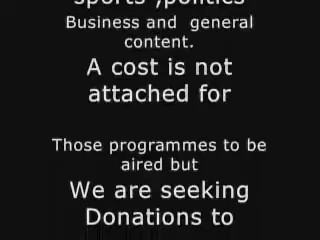 sports ,politics
Business and general
content.
A cost is not
attached for
Those programmes to be
aired but
We are seeking
Donations to